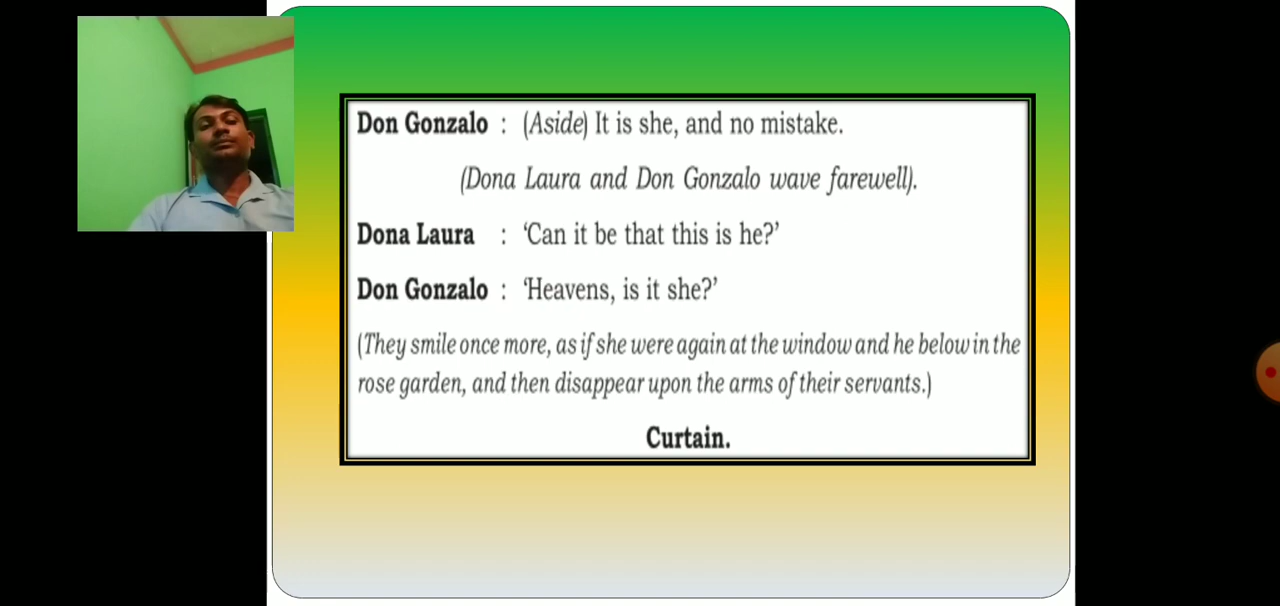 Don Gonzalo : (Aside) It is she, and no mistake.
(Dona Laura and Don Gonzalo wave farewell).
Dona Laura : ‘Can it be that this is he?’
Don Gonzalo : ‘Heavens, is it she?’
(They smile once more, as if she were again at the window and he below in the
rose garden, and then disappear upon the arms of their servants.)
Curtain.